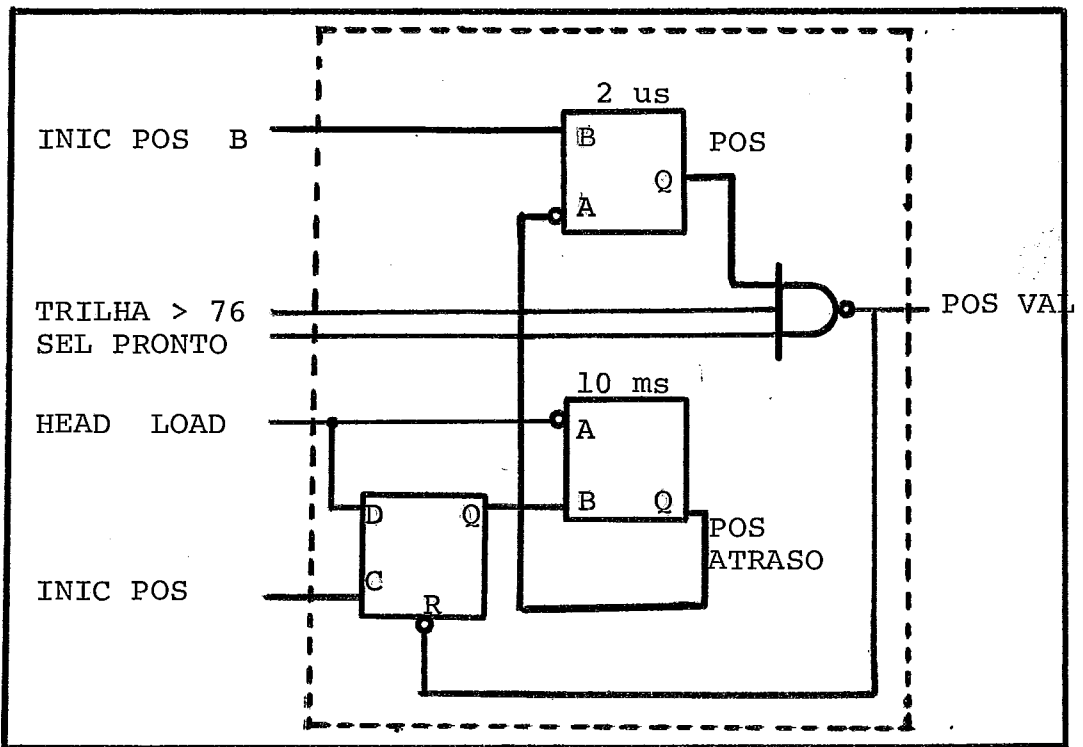 2 us
INIC POS B
B
POS
Q
A
TRILHA > 76
POS VAL
SEL PRONTO
10 ms
HEAD LOAD
A
D
Q
B
Q
POS
ATRASO
C
INIC POS
R